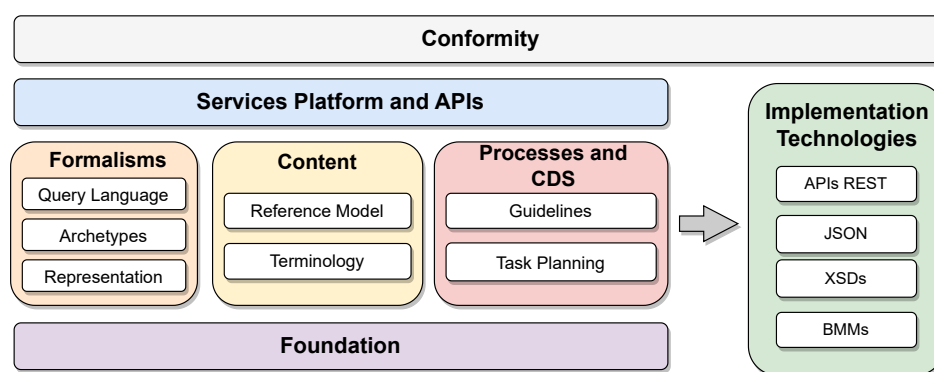 Conformity
Services Platform and APIs
Formalisms
Query Language
Archetypes
Representation
Content
Reference Model
Terminology
Processes and
CDS
Guidelines
Task Planning
Implementation
Technologies
APIs REST
JSON
XSDs
BMMs
Foundation